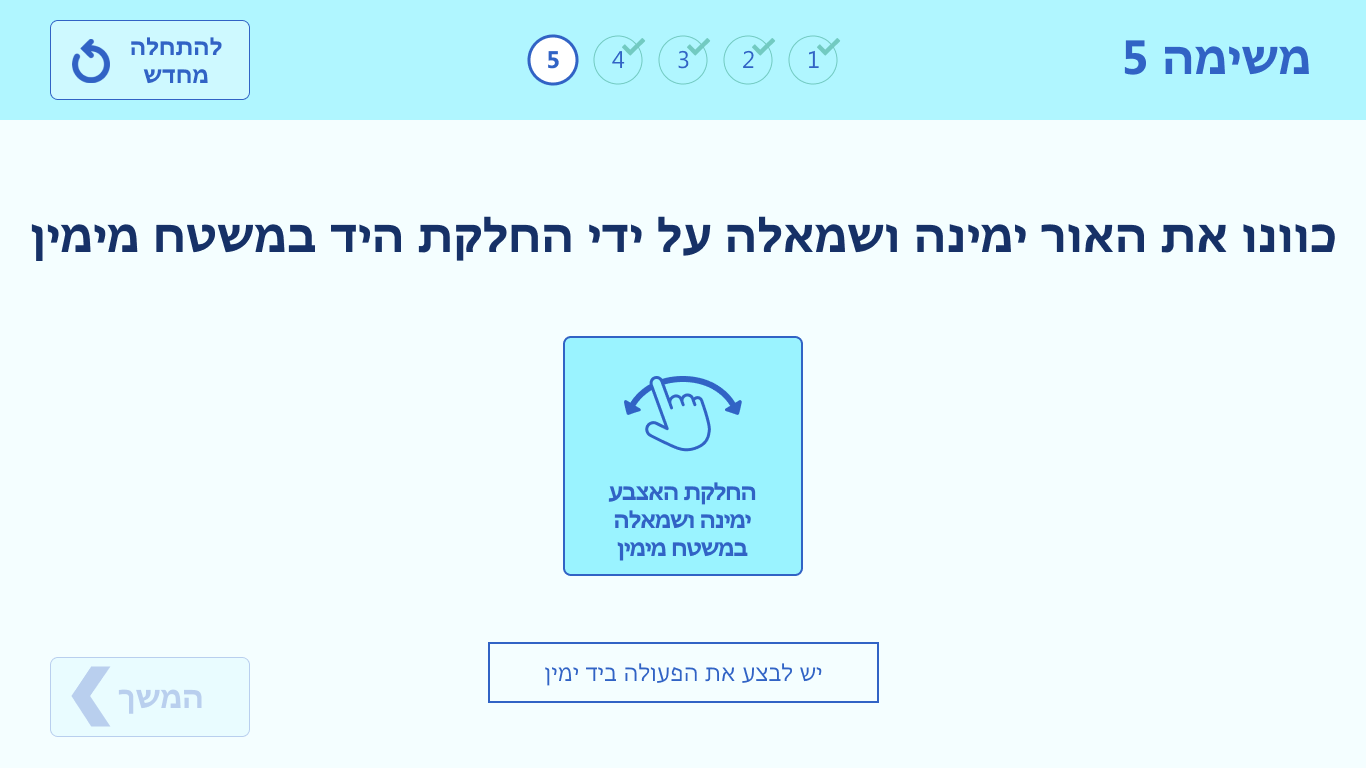 משימה 5
1
2
3
4
5
להתחלה
מחדש
כוונו את האור ימינה ושמאלה על ידי החלקת היד במשטח מימין
החלקת האצבע
ימינה ושמאלה
במשטח מימין
יש לבצע את הפעולה ביד ימין
המשך